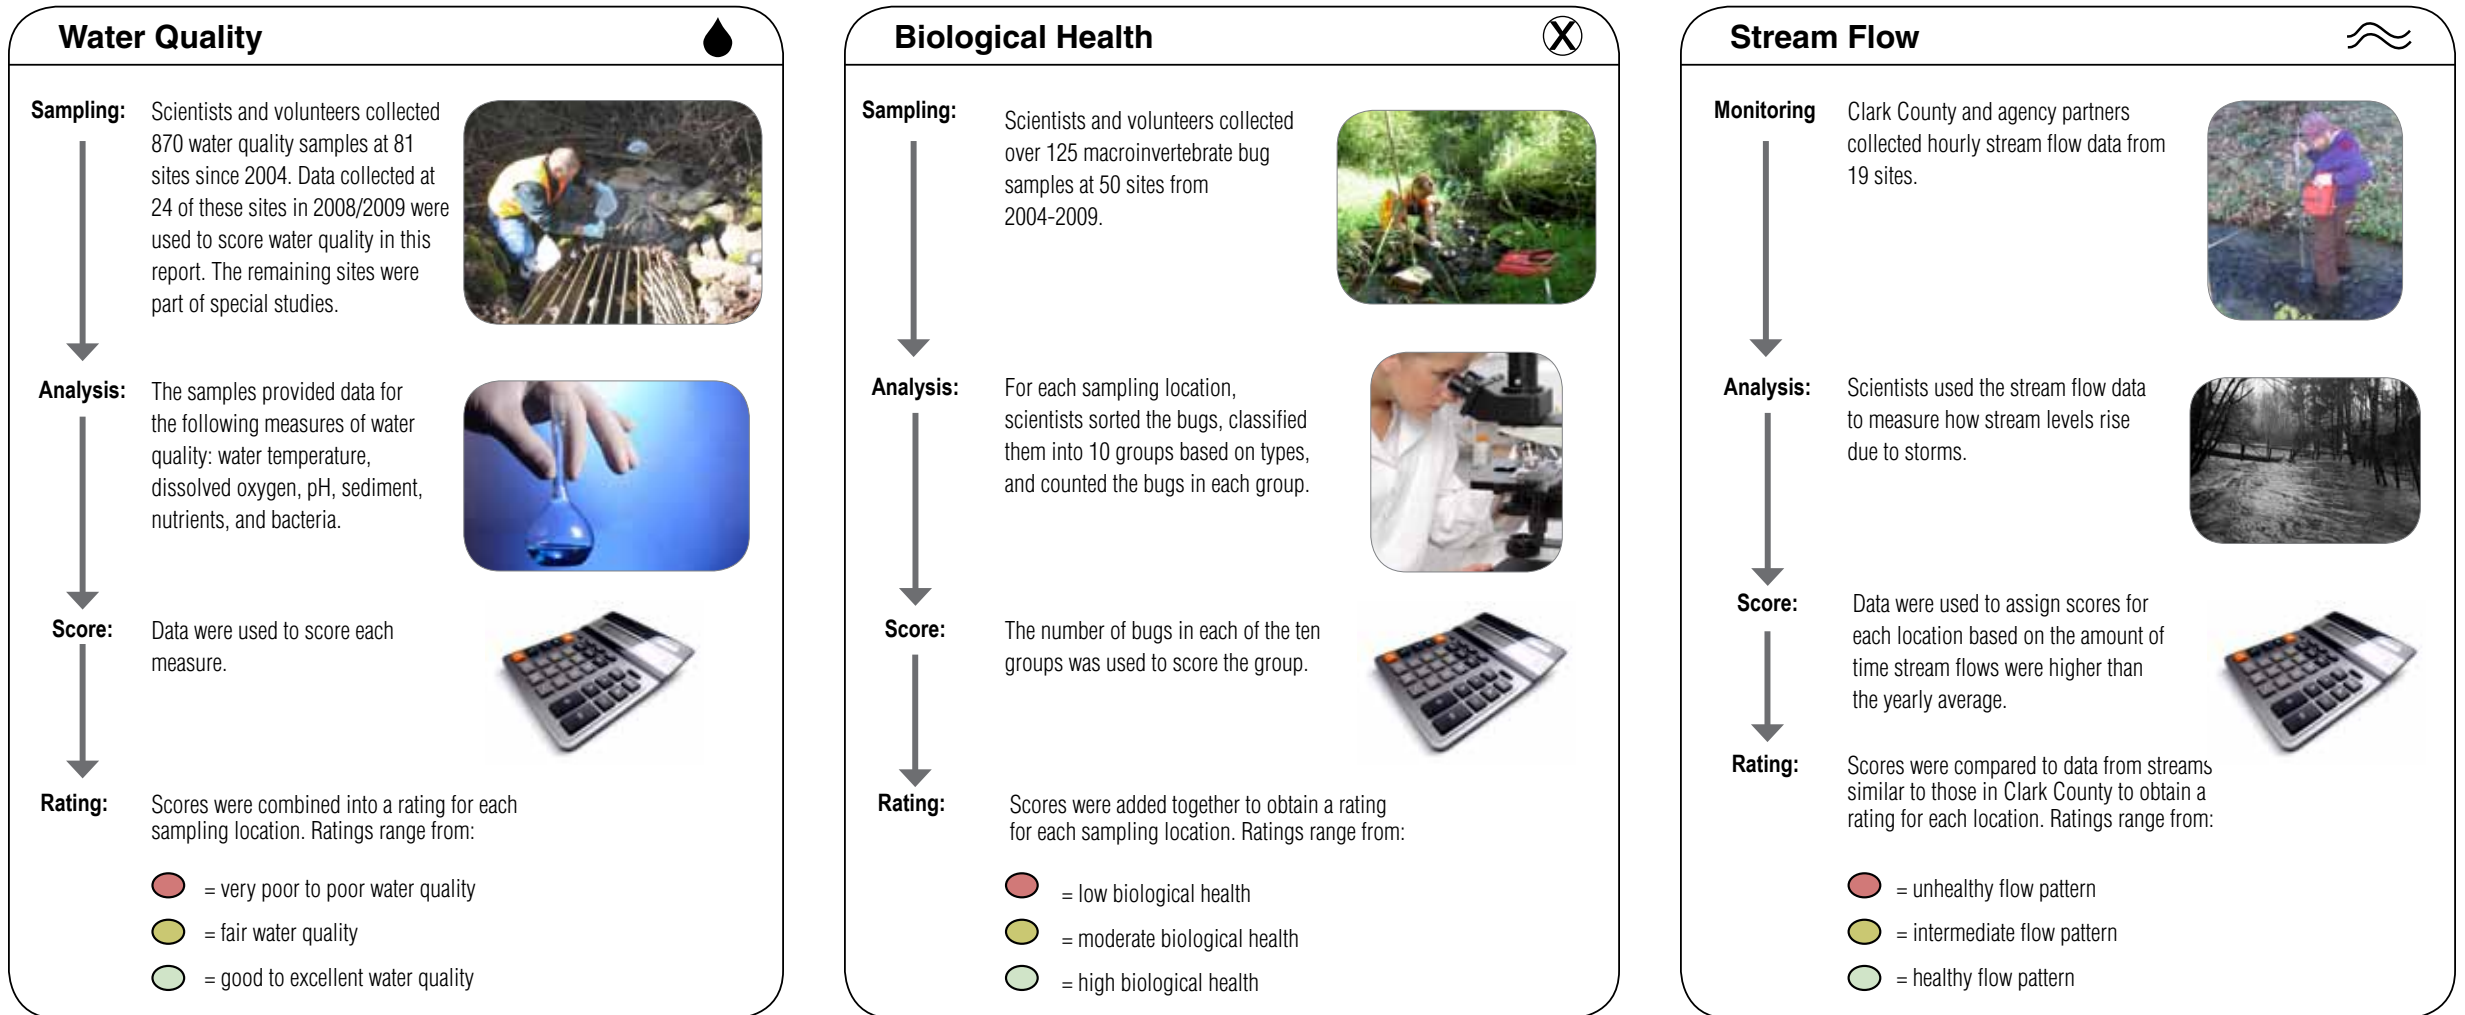 Water Quality
Sampling:
Scientists and volunteers collected
870 water quality samples at 81
sites since 2004. Data collected at
24 of these sites in 2008/2009 were
used to score water quality in this
report. The remaining sites were
part of special studies.
Analysis:
The samples provided data for
the following measures of water
quality: water temperature,
dissolved oxygen, pH, sediment,
nutrients, and bacteria.
Score:
Data were used to score each
measure.
Rating:
Scores were combined into a rating for each
sampling location. Ratings range from:
= very poor to poor water quality
= fair water quality
= good to excellent water quality
Biological Health
X
Sampling:
Scientists and volunteers collected
over 125 macroinvertebrate bug
samples at 50 sites from
2004-2009.
Analysis:
For each sampling location,
scientists sorted the bugs, classified
them into 10 groups based on types,
and counted the bugs in each group.
Score:
The number of bugs in each of the ten
groups was used to score the group.
Rating:
Scores were added together to obtain a rating
for each sampling location. Ratings range from:
= low biological health
= moderate biological health
= high biological health
Stream Flow
Monitoring
Clark County and agency partners
collected hourly stream flow data from
19 sites.
Analysis:
Scientists used the stream flow data
to measure how stream levels rise
due to storms.
Score:
Data were used to assign scores for
each location based on the amount of
time stream flows were higher than
the yearly average.
Rating:
Scores were compared to data from streams
similar to those in Clark County to obtain a
rating for each location. Ratings range from:
= unhealthy flow pattern
= intermediate flow pattern
= healthy flow pattern